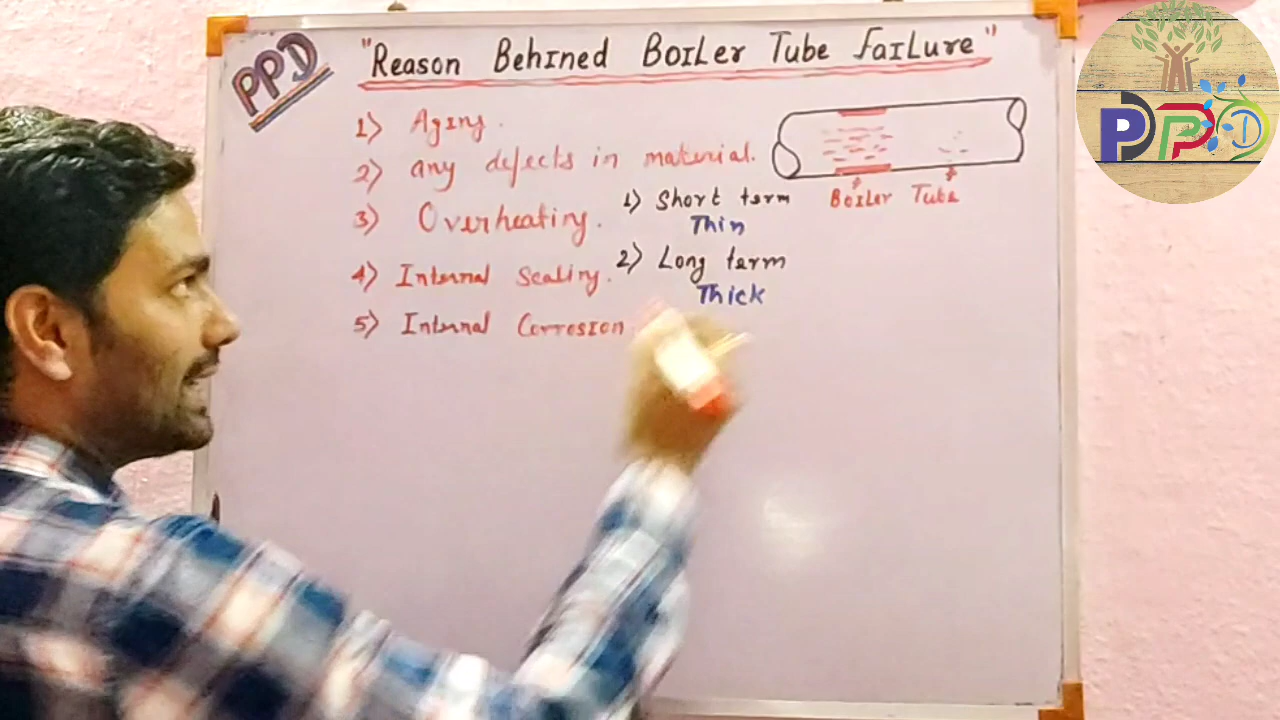 PPD
"Reason Behined Boiler Tube Failure"
1) Aging.
2) any defects in material.
3) Overheating.
1) Short term
Thin
2) Long term
Thick
4) Internal Scaling.
5) Internal Corrosion.
Boiler Tube
PPD